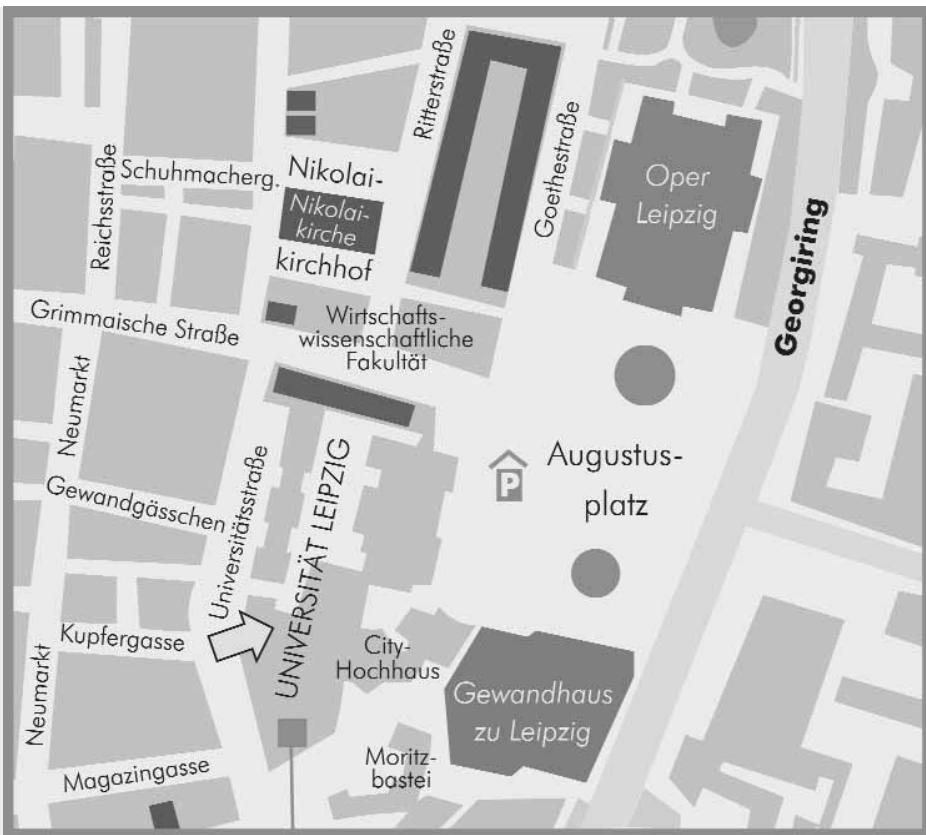 Ritterstraße
Goethestraße
Reichsstraße
Schuhmacherg.
Nikolai-
Nikolai-
kirche
kirchhof
Oper
Leipzig
Georgiring
Grimmaische Straße
Wirtschafts-
wissenschaftliche
Fakultät
Neumarkt
Universitätsstraße
UNIVERSITÄT LEIPZIG
P
Augustus-
platz
Gewandgässchen
Kupfergasse
City-
Hochhaus
Neumarkt
Gewandhaus
zu Leipzig
Magazingasse
Moritz-
bastei